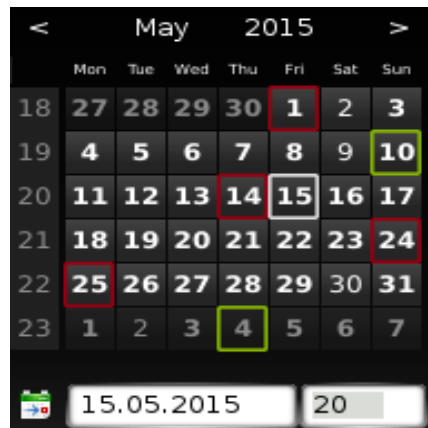 < May 2015 >
Mon Tue Wed Thu Fri Sat Sun
18 27 28 29 30 1 2 3
19 4 5 6 7 8 9 10
20 11 12 13 14 15 16 17
21 18 19 20 21 22 23 24
22 25 26 27 28 29 30 31
23 1 2 3 4 5 6 7
15.05.2015 20